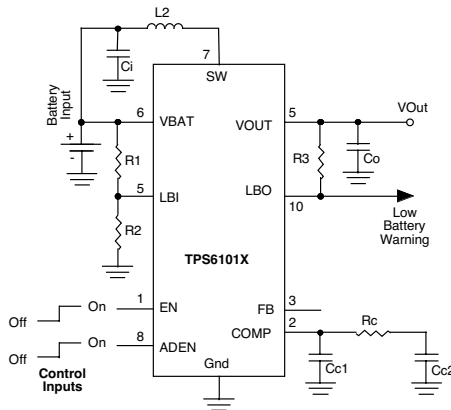 L2
7
Ci
SW
Battery
Input
+
-
6
VBAT
5
VOUT
VOut
R1
R3
Co
5
LBI
LBO
10
Low
Battery
Warning
R2
TPS6101X
Off
On
1
EN
3
FB
2
COMP
Rc
Off
On
8
ADEN
Control
Inputs
Gnd
Cc1
Cc2